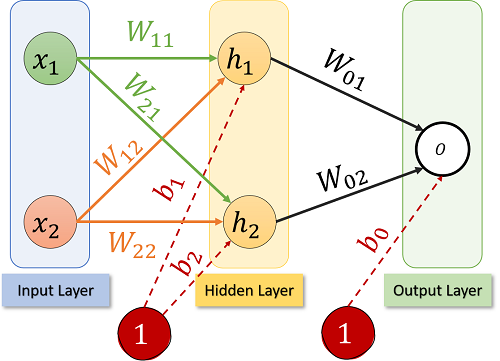 x₁
W₁₁
h₁
W₀₁
W₂₁
W₁₂
b₁
o
x₂
W₂₂
h₂
W₀₂
b₂
b₀
Input Layer
Hidden Layer
Output Layer
1
1